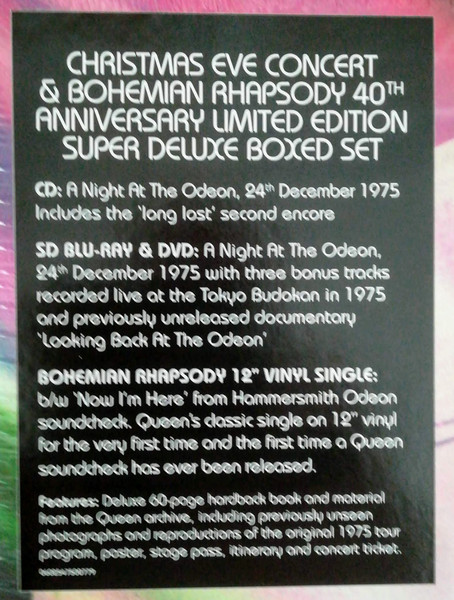 CHRISTMAS EVE CONCERT
& BOHEMIAN RHAPSODY 40TH
ANNIVERSARY LIMITED EDITION
SUPER DELUXE BOXED SET
CD: A Night At The Odeon, 24th December 1975
Includes the 'long lost' second encore
SD BLU-RAY & DVD: A Night At The Odeon,
24th December 1975 with three bonus tracks
recorded live at the Tokyo Budokan in 1975
and previously unreleased documentary
'Looking Back At The Odeon'
BOHEMIAN RHAPSODY 12" VINYL SINGLE:
b/w 'Now I'm Here' from Hammersmith Odeon
soundcheck. Queen's classic single on 12" vinyl
for the very first time and the first time a Queen
soundcheck has ever been released.
Features: Deluxe 60-page hardback book and material
from the Queen archive, including previously unseen
photographs and reproductions of the original 1975 tour
program, poster, stage pass, itinerary and concert ticket.